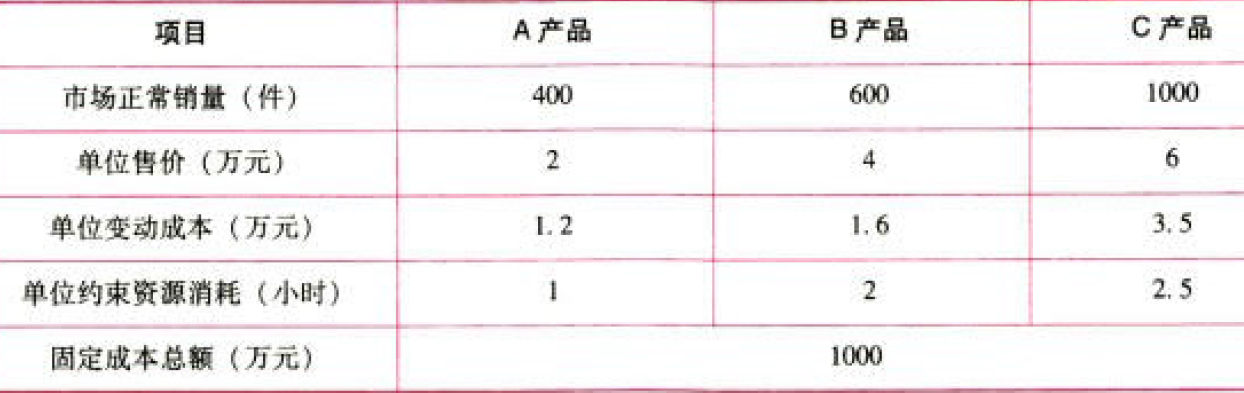 项目 A 产品 B 产品 C 产品
市场正常销量（件） 400 600 1000
单位售价（万元） 2 4 6
单位变动成本（万元） 1.2 1.6 3.5
单位约束资源消耗（小时） 1 2 2.5
固定成本总额（万元） 1000